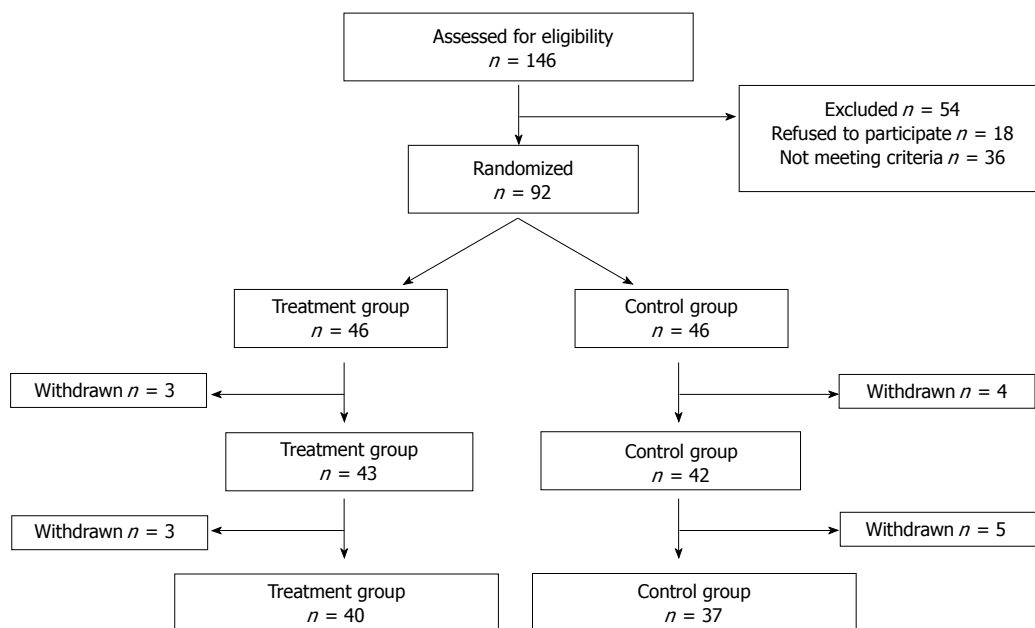 Assessed for eligibility
n = 146
Excluded n = 54
Refused to participate n = 18
Not meeting criteria n = 36
Randomized
n = 92
Treatment group
n = 46
Control group
n = 46
Withdrawn n = 3
Withdrawn n = 4
Treatment group
n = 43
Control group
n = 42
Withdrawn n = 3
Withdrawn n = 5
Treatment group
n = 40
Control group
n = 37